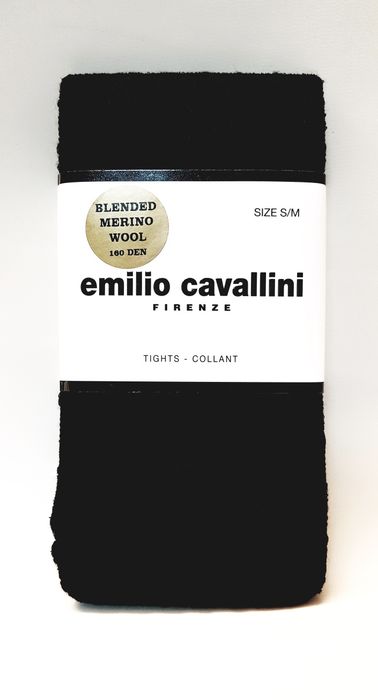 BLENDED
MERINO
WOOL
160 DEN
SIZE S/M
emilio cavallini
FIRENZE
TIGHTS - COLLANT